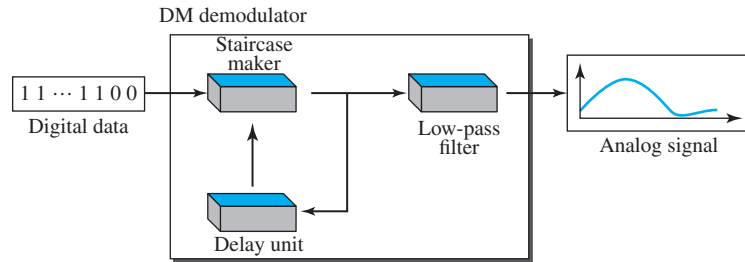 DM demodulator
Staircase
maker
1 1 ··· 1 1 0 0
Digital data
Low-pass
filter
Analog signal
Delay unit